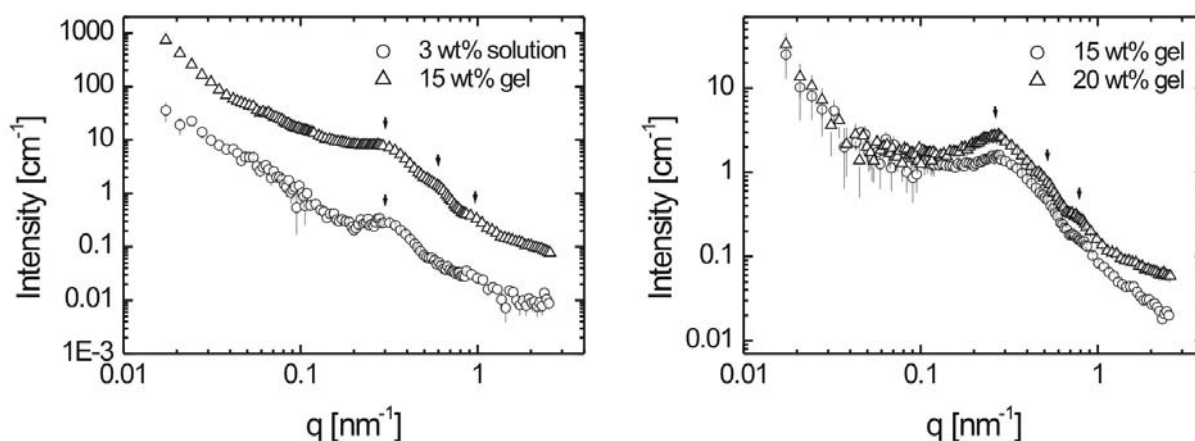 1000
100
10
1
0.1
0.01
1E-3
Intensity [cm⁻¹]
3 wt% solution
15 wt% gel
0.01
0.1
1
q [nm⁻¹]
10
1
0.1
0.01
Intensity [cm⁻¹]
15 wt% gel
20 wt% gel
0.01
0.1
1
q [nm⁻¹]